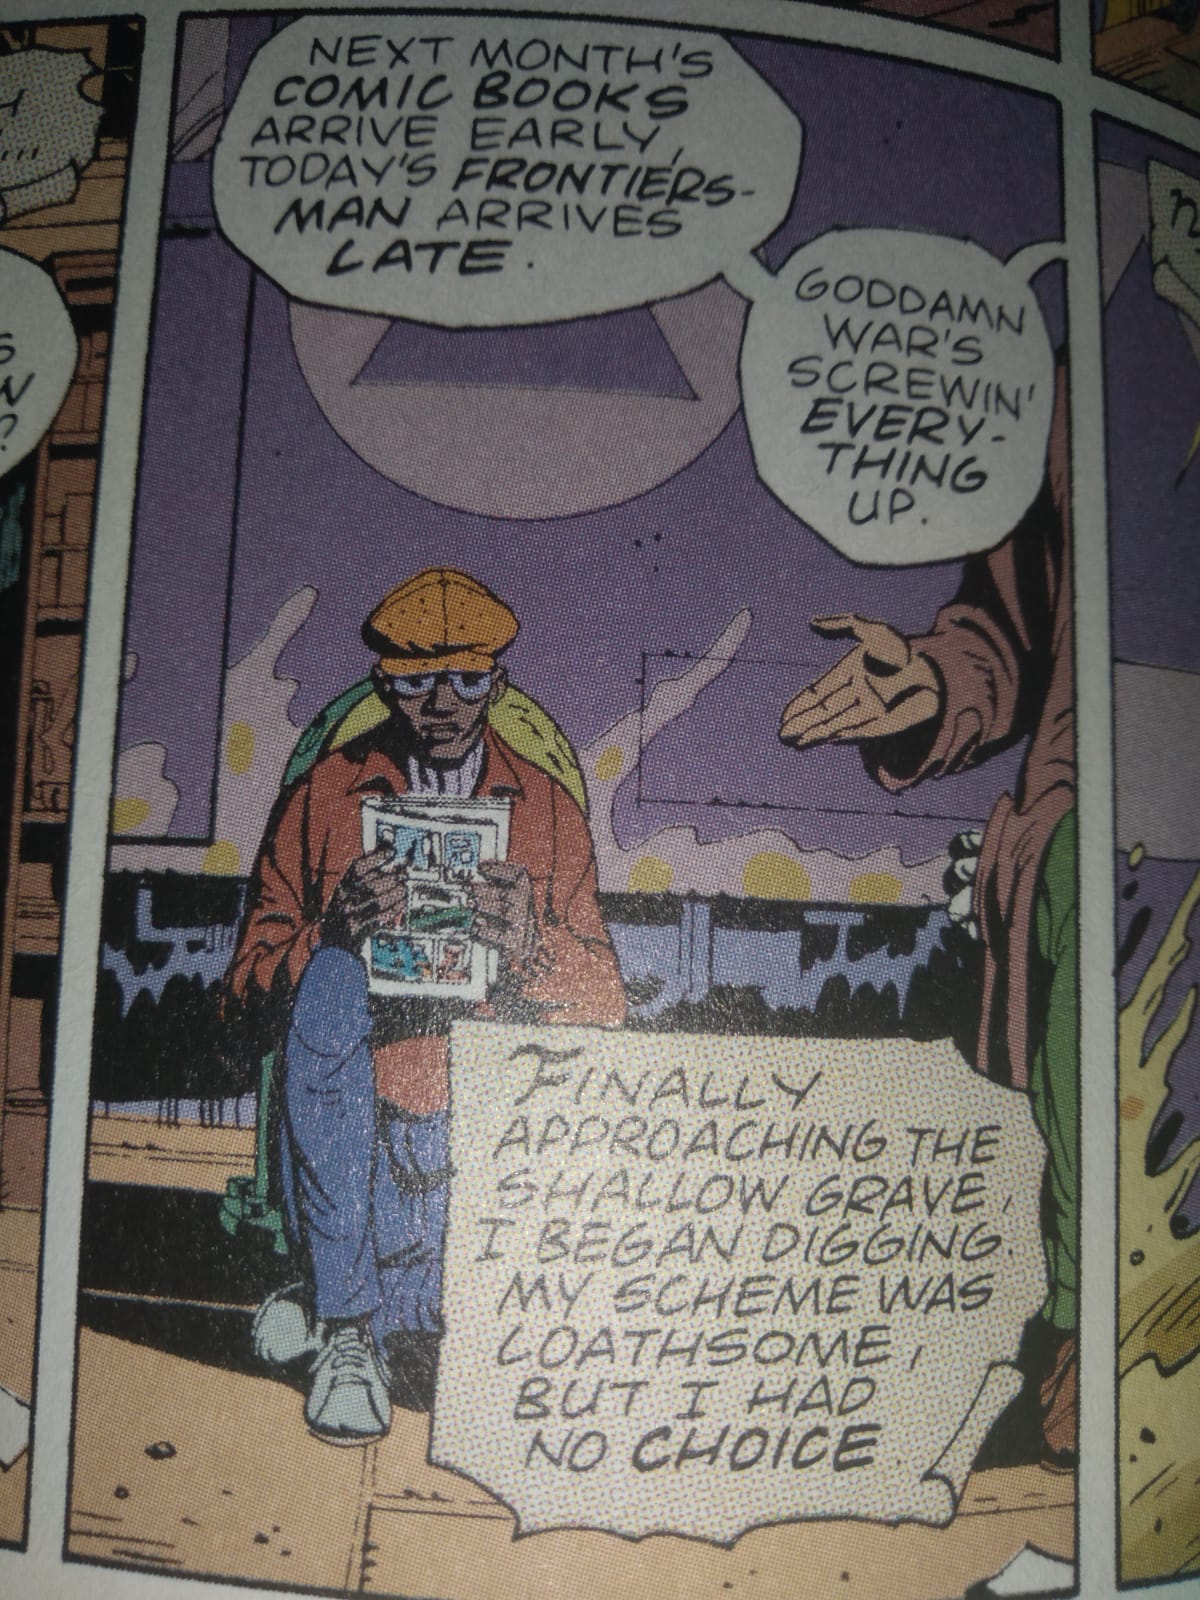 NEXT MONTH'S
COMIC BOOKS
ARRIVE EARLY,
TODAY'S FRONTIERS-
MAN ARRIVES
LATE.
GODDAMN
WAR'S
SCREWIN'
EVERY-
THING
UP.
FINALLY
APPROACHING THE
SHALLOW GRAVE,
I BEGAN DIGGING.
MY SCHEME WAS
LOATHSOME,
BUT I HAD
NO CHOICE.